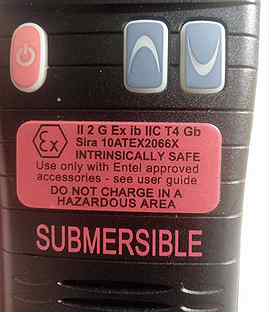 II 2 G Ex ib IIC T4 Gb
Sira 10ATEX2066X
INTRINSICALLY SAFE
Use only with Entel approved
accessories - see user guide
DO NOT CHARGE IN A
HAZARDOUS AREA
Ex
SUBMERSIBLE